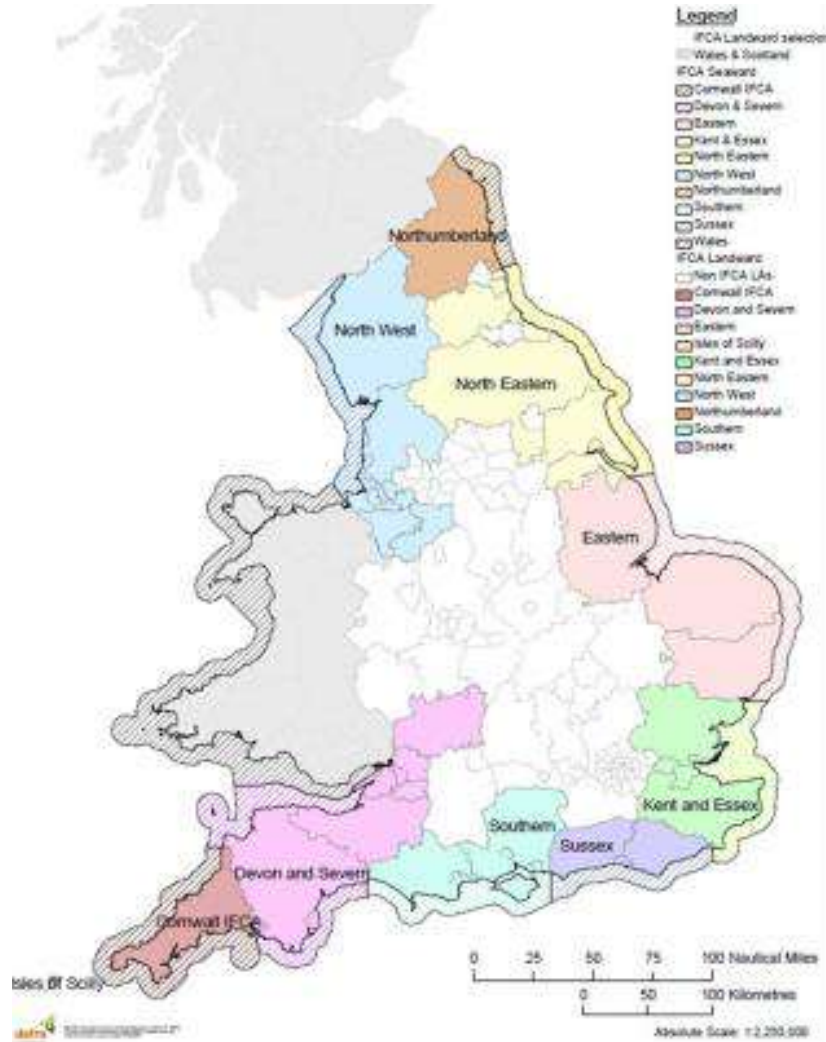 Legend
IFCA Landward selection
Wales & Scotland
IFCA Seaward
Cornwall IFCA
Devon & Severn
Eastern
Kent & Essex
North Eastern
North West
Northumberland
Southern
Sussex
Wales
IFCA Landward
Non IFCA LAs
Cornwall IFCA
Devon and Severn
Eastern
Isles of Scilly
Kent and Essex
North Eastern
North West
Northumberland
Southern
Sussex
Northumberland
North West
North Eastern
Eastern
Kent and Essex
Southern
Sussex
Devon and Severn
Cornwall IFCA
Isles of Scilly
0 25 50 75 100 Nautical Miles
0 50 100 Kilometres
defra
Absolute Scale: 1:2,250,000